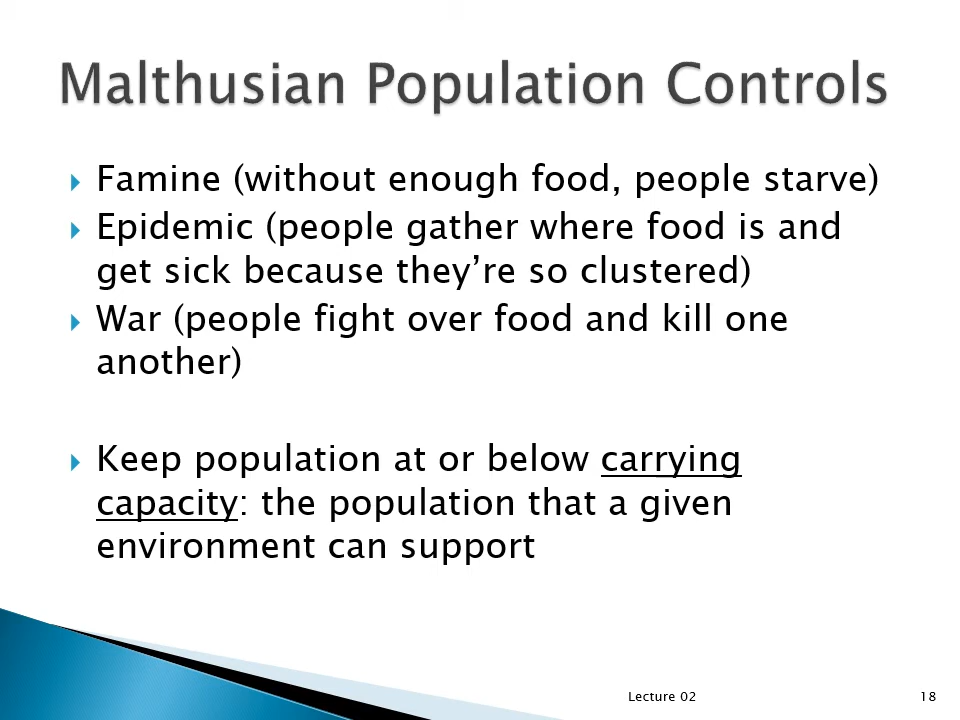 Malthusian Population Controls
Famine (without enough food, people starve)
Epidemic (people gather where food is and
get sick because they’re so clustered)
War (people fight over food and kill one
another)
Keep population at or below carrying
capacity: the population that a given
environment can support
Lecture 02
18